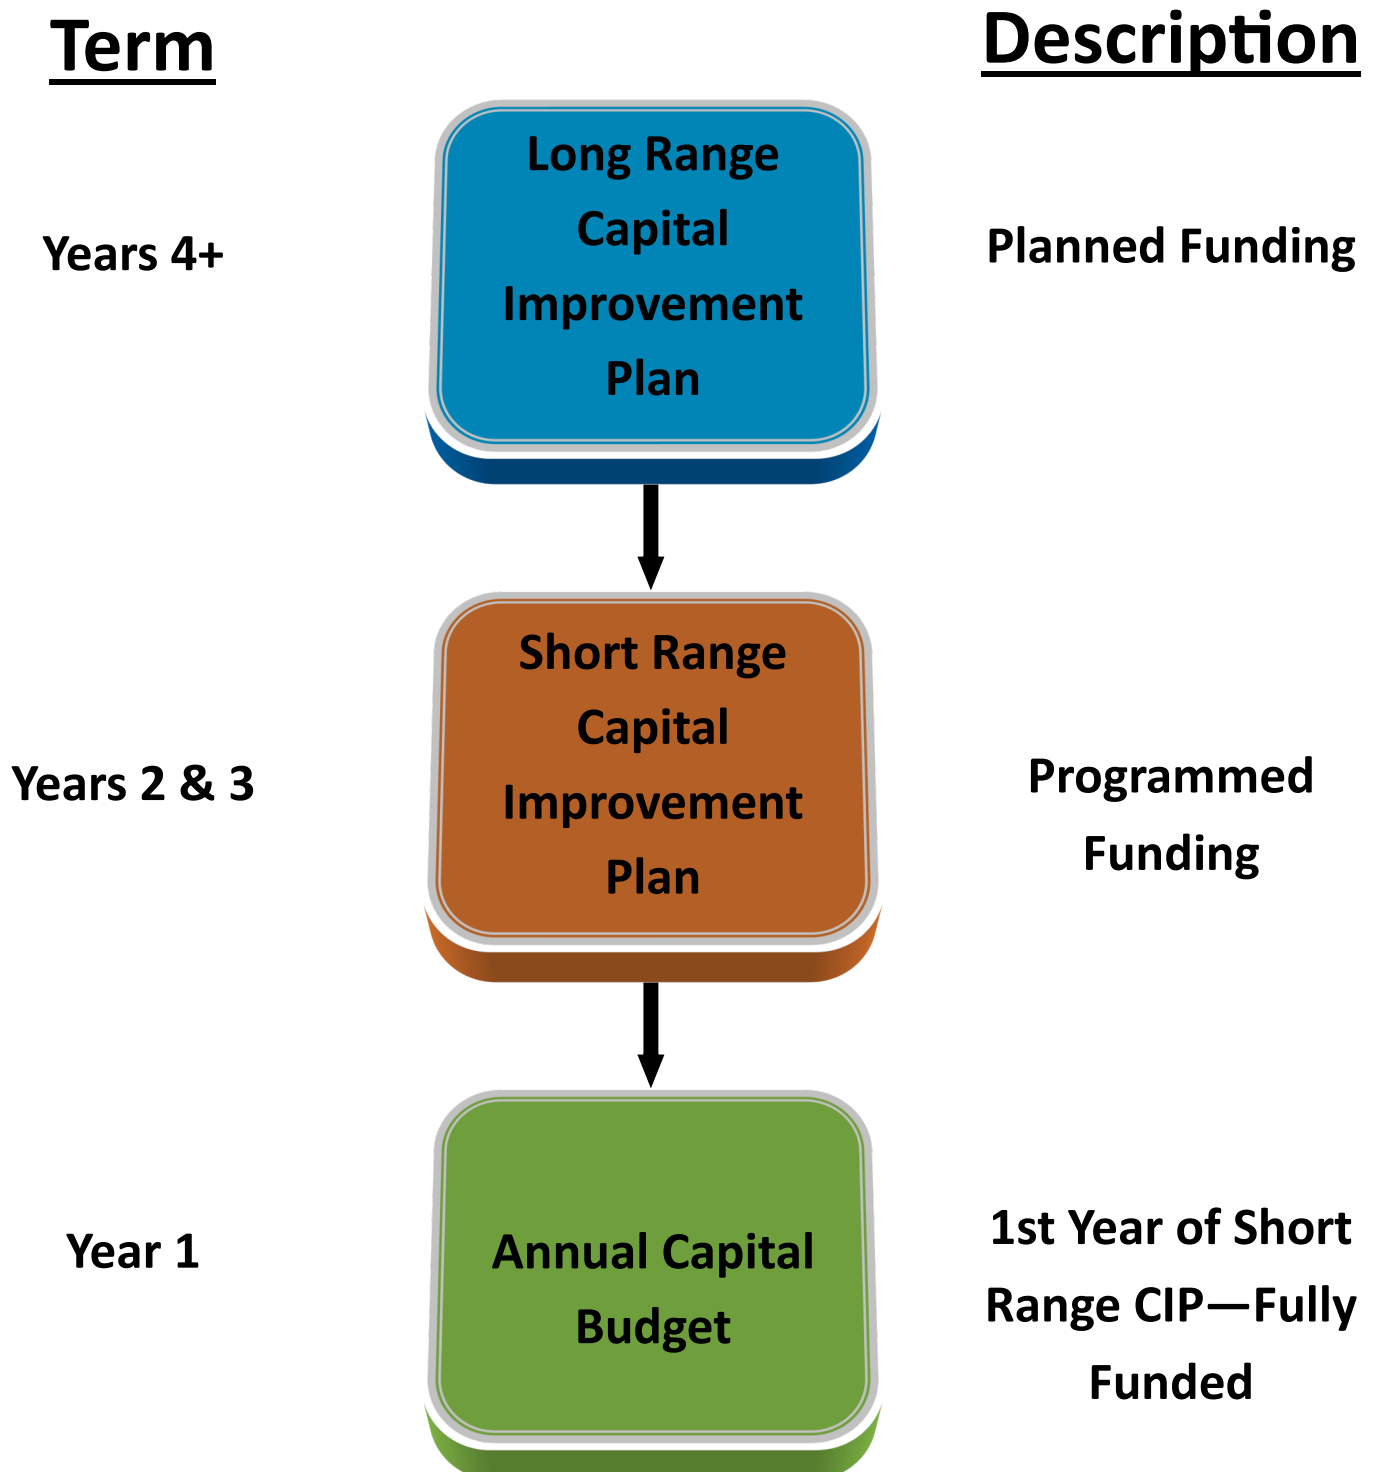 Term
Description
Long Range
Capital
Improvement
Plan
Years 4+
Planned Funding
Short Range
Capital
Improvement
Plan
Years 2 & 3
Programmed
Funding
Annual Capital
Budget
Year 1
1st Year of Short
Range CIP—Fully
Funded